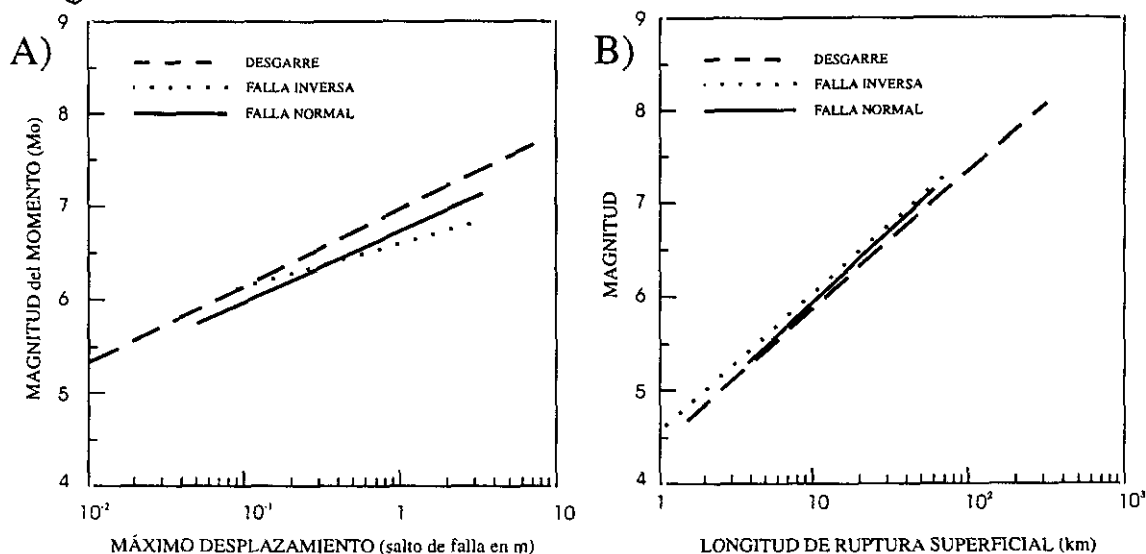 A)
9
8
7
6
5
4
DESGARRE
FALLA INVERSA
FALLA NORMAL
MAGNITUD del MOMENTO (Mo)
10⁻² 10⁻¹ 1 10
MÁXIMO DESPLAZAMIENTO (salto de falla en m)
B)
9
8
7
6
5
4
DESGARRE
FALLA INVERSA
FALLA NORMAL
MAGNITUD
1 10 10² 10³
LONGITUD DE RUPTURA SUPERFICIAL (km)